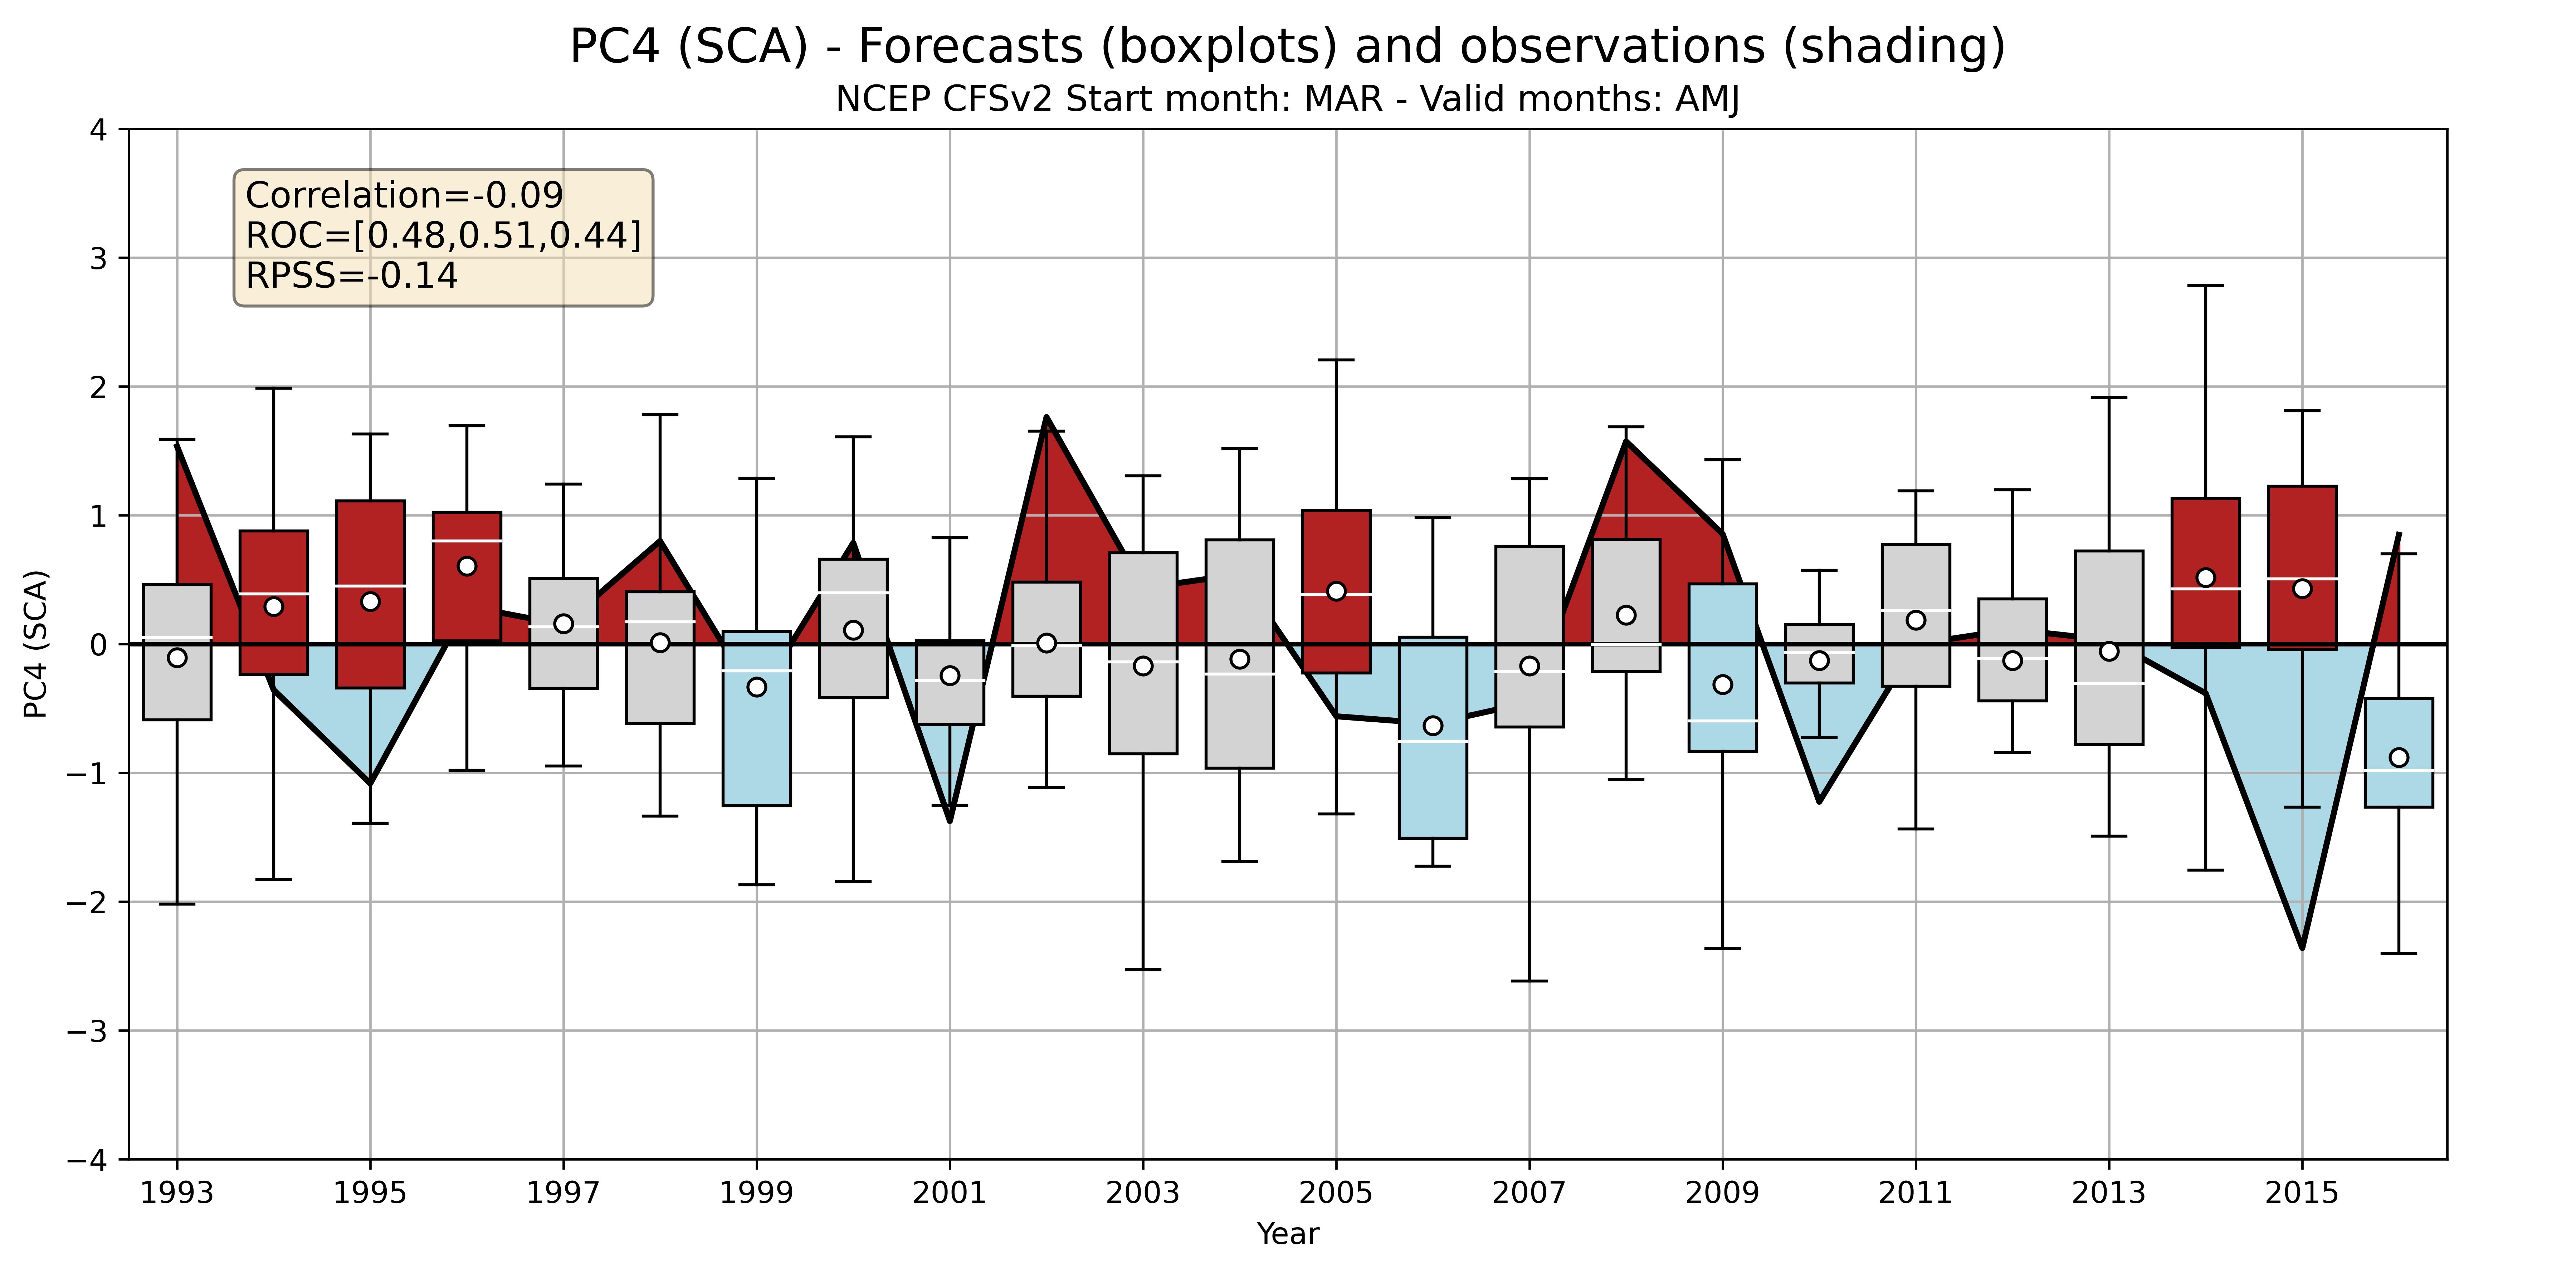 PC4 (SCA) - Forecasts (boxplots) and observations (shading)
NCEP CFSv2 Start month: MAR - Valid months: AMJ
Correlation=-0.09
ROC=[0.48,0.51,0.44]
RPSS=-0.14
PC4 (SCA)
4
3
2
1
0
−1
−2
−3
−4
1993 1995 1997 1999 2001 2003 2005 2007 2009 2011 2013 2015
Year